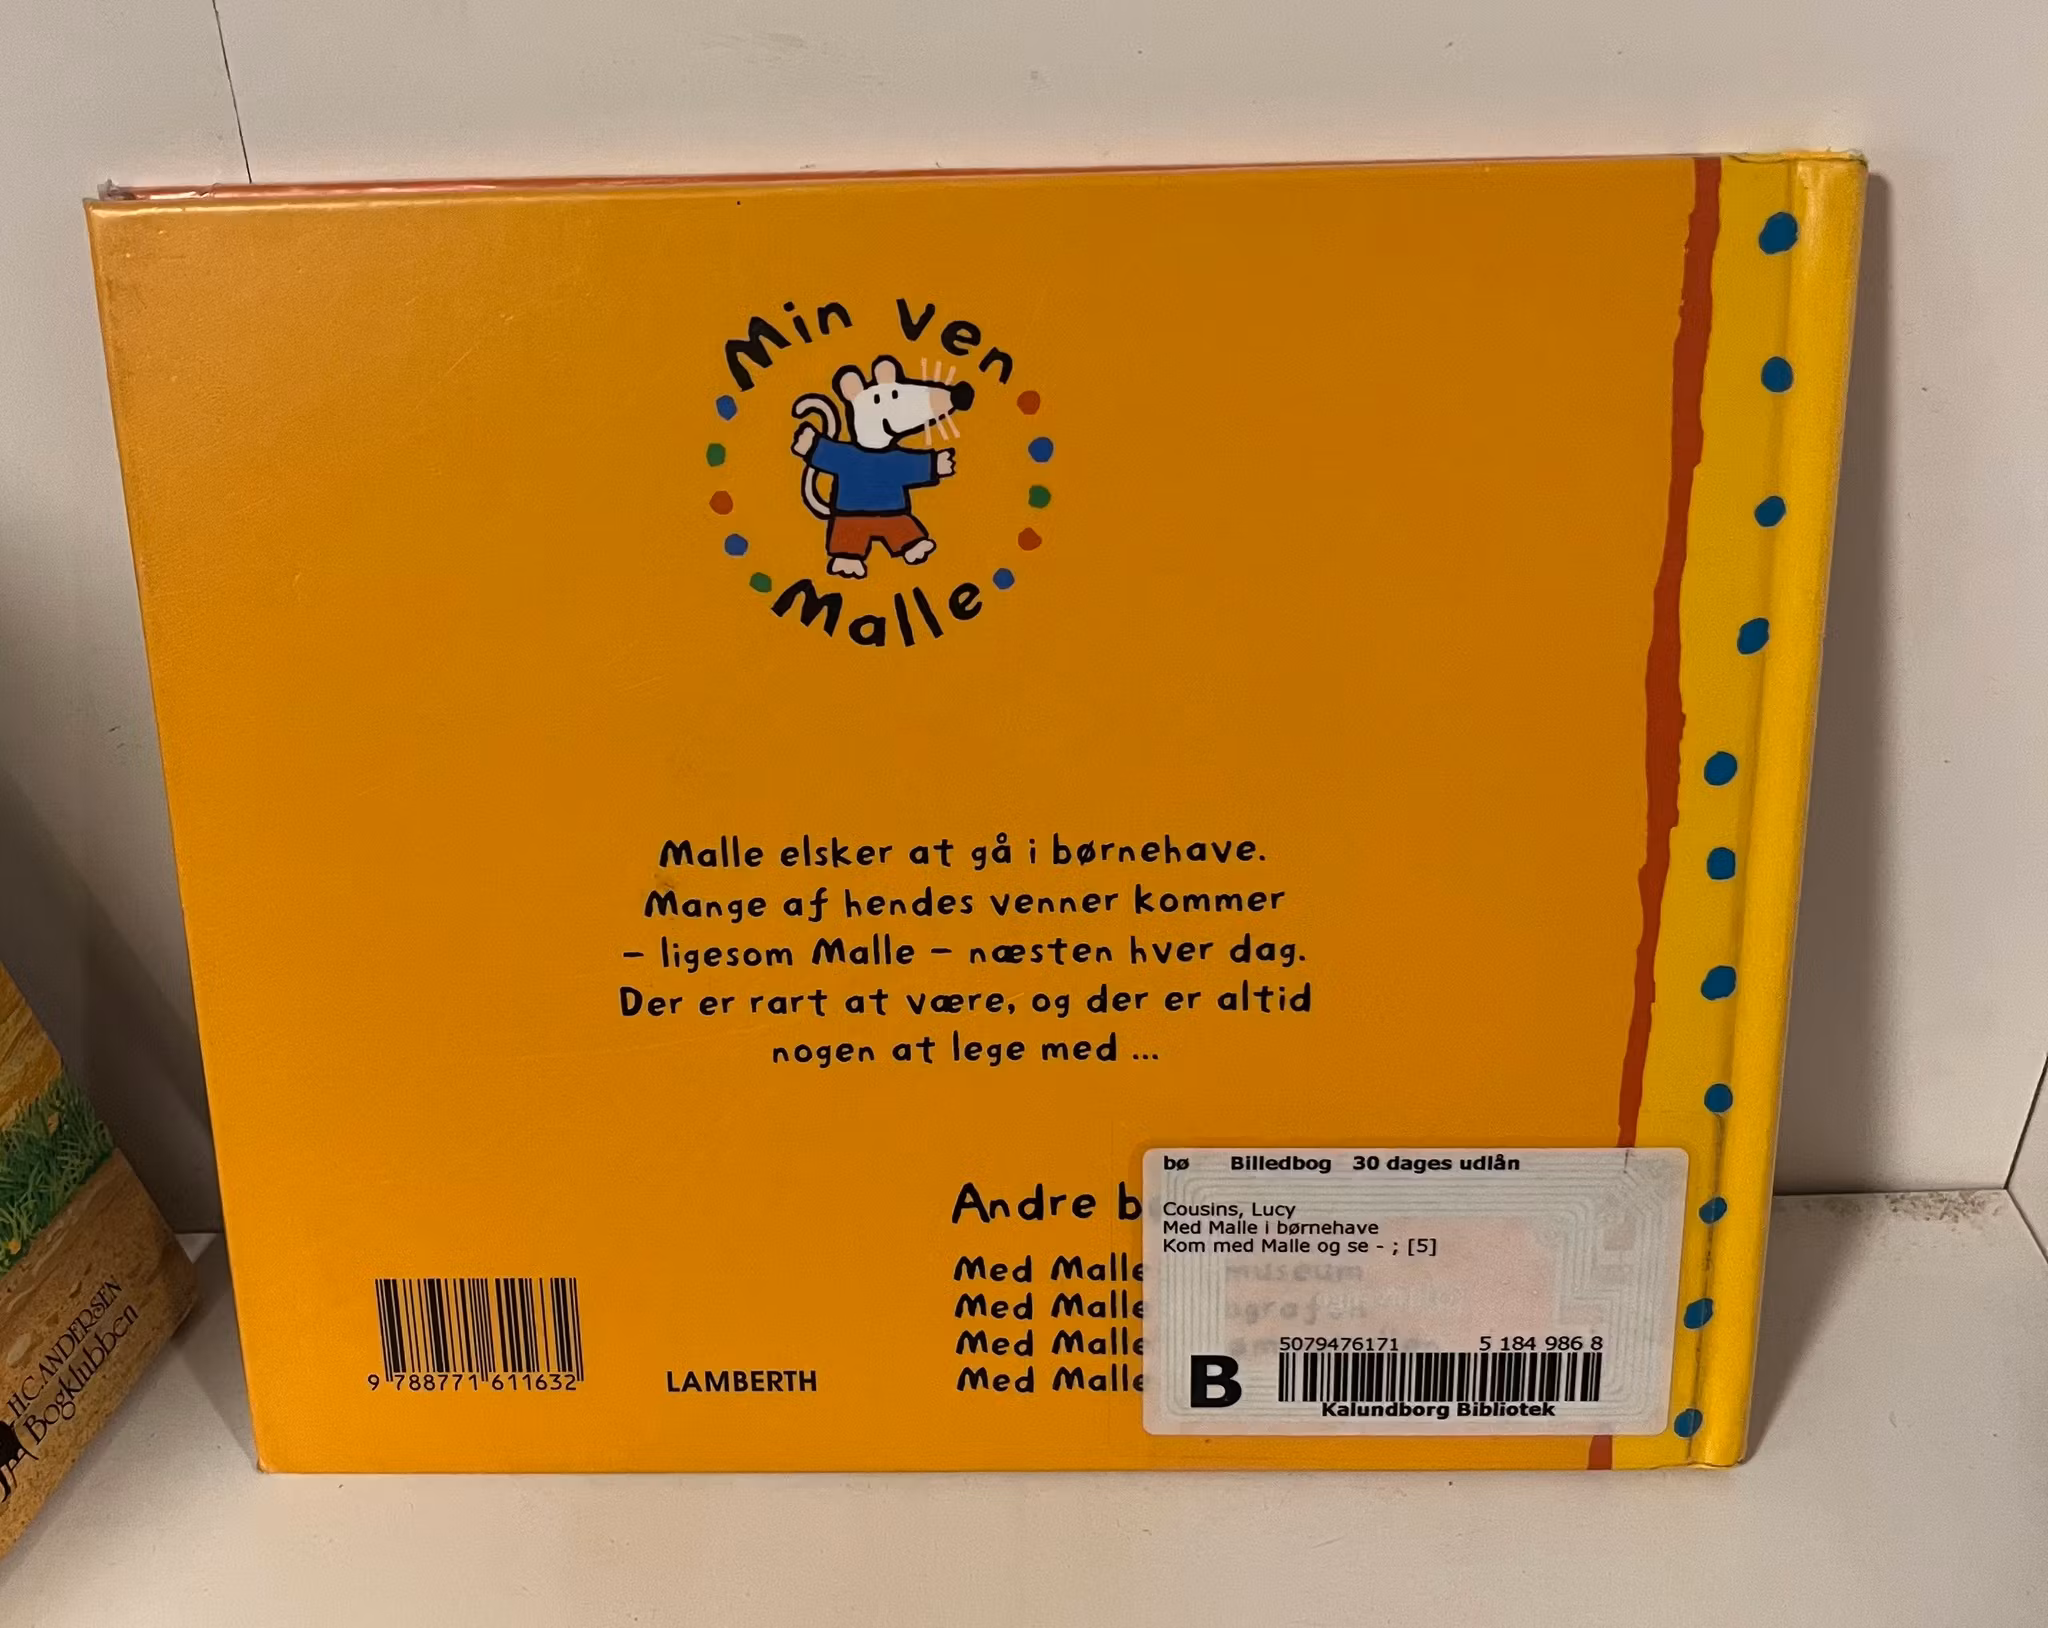 Min ven
Malle
Malle elsker at gå i børnehave.
Mange af hendes venner kommer
– ligesom Malle – næsten hver dag.
Der er rart at være, og der er altid
nogen at lege med ...
Andre
Med Malle museum
Med Malle
Med Malle
Med Malle
9 788771 611632
LAMBERTH
bø Billedbog 30 dages udlån
Cousins, Lucy
Med Malle i børnehave
Kom med Malle og se - ; [5]
5079476171 5 184 986 8
B
Kalundborg Bibliotek
H.C. ANDERSEN
Bogklubben